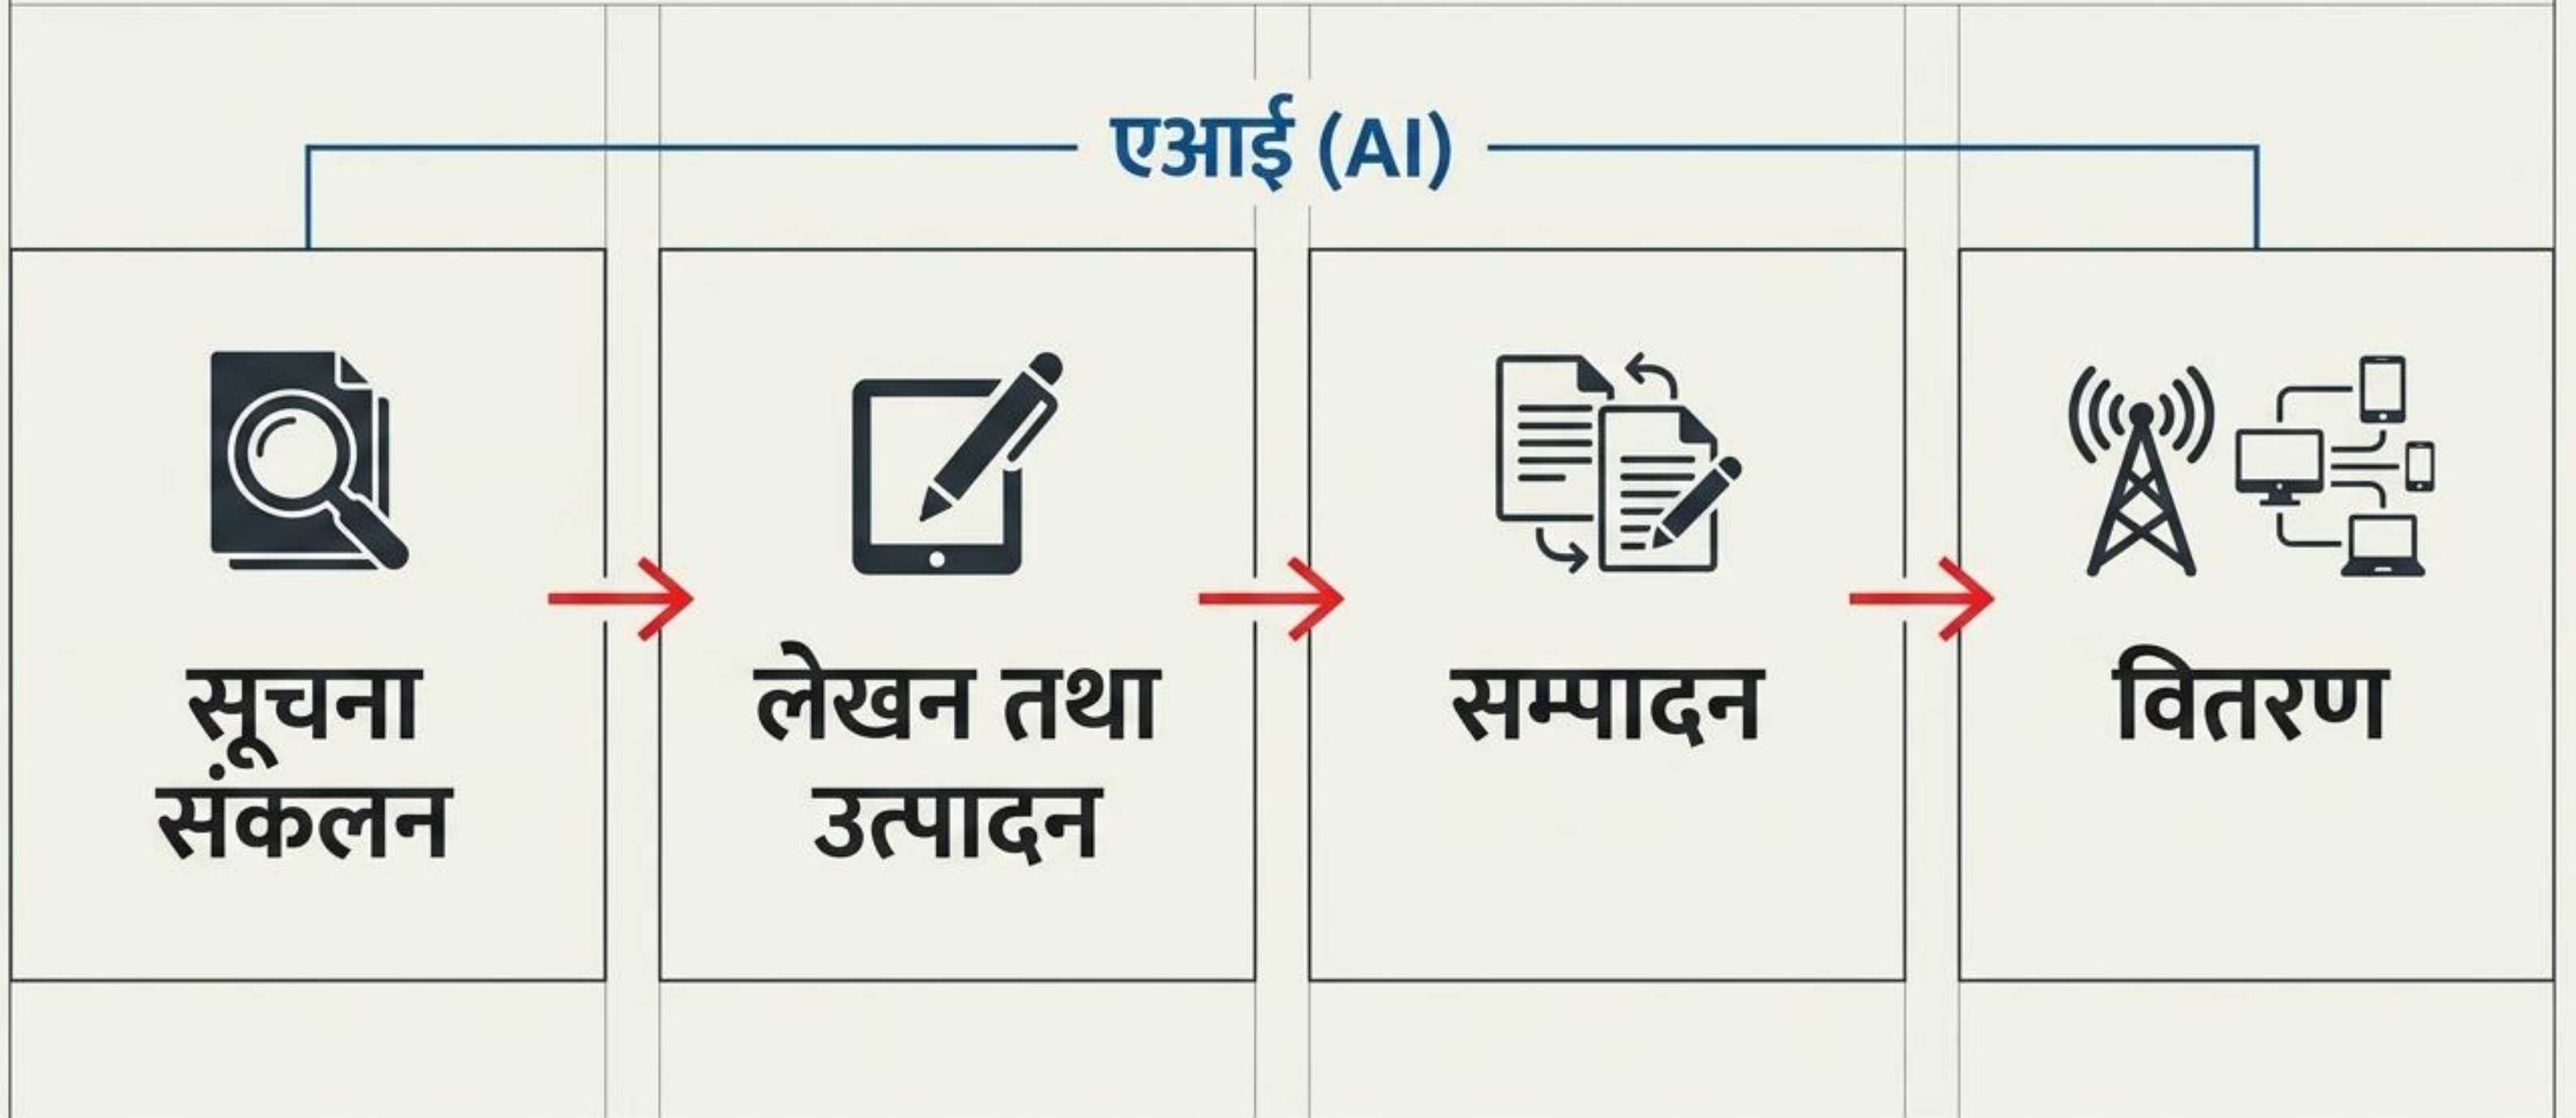 एआई (AI)
सूचना
संकलन
लेखन तथा
उत्पादन
सम्पादन
वितरण